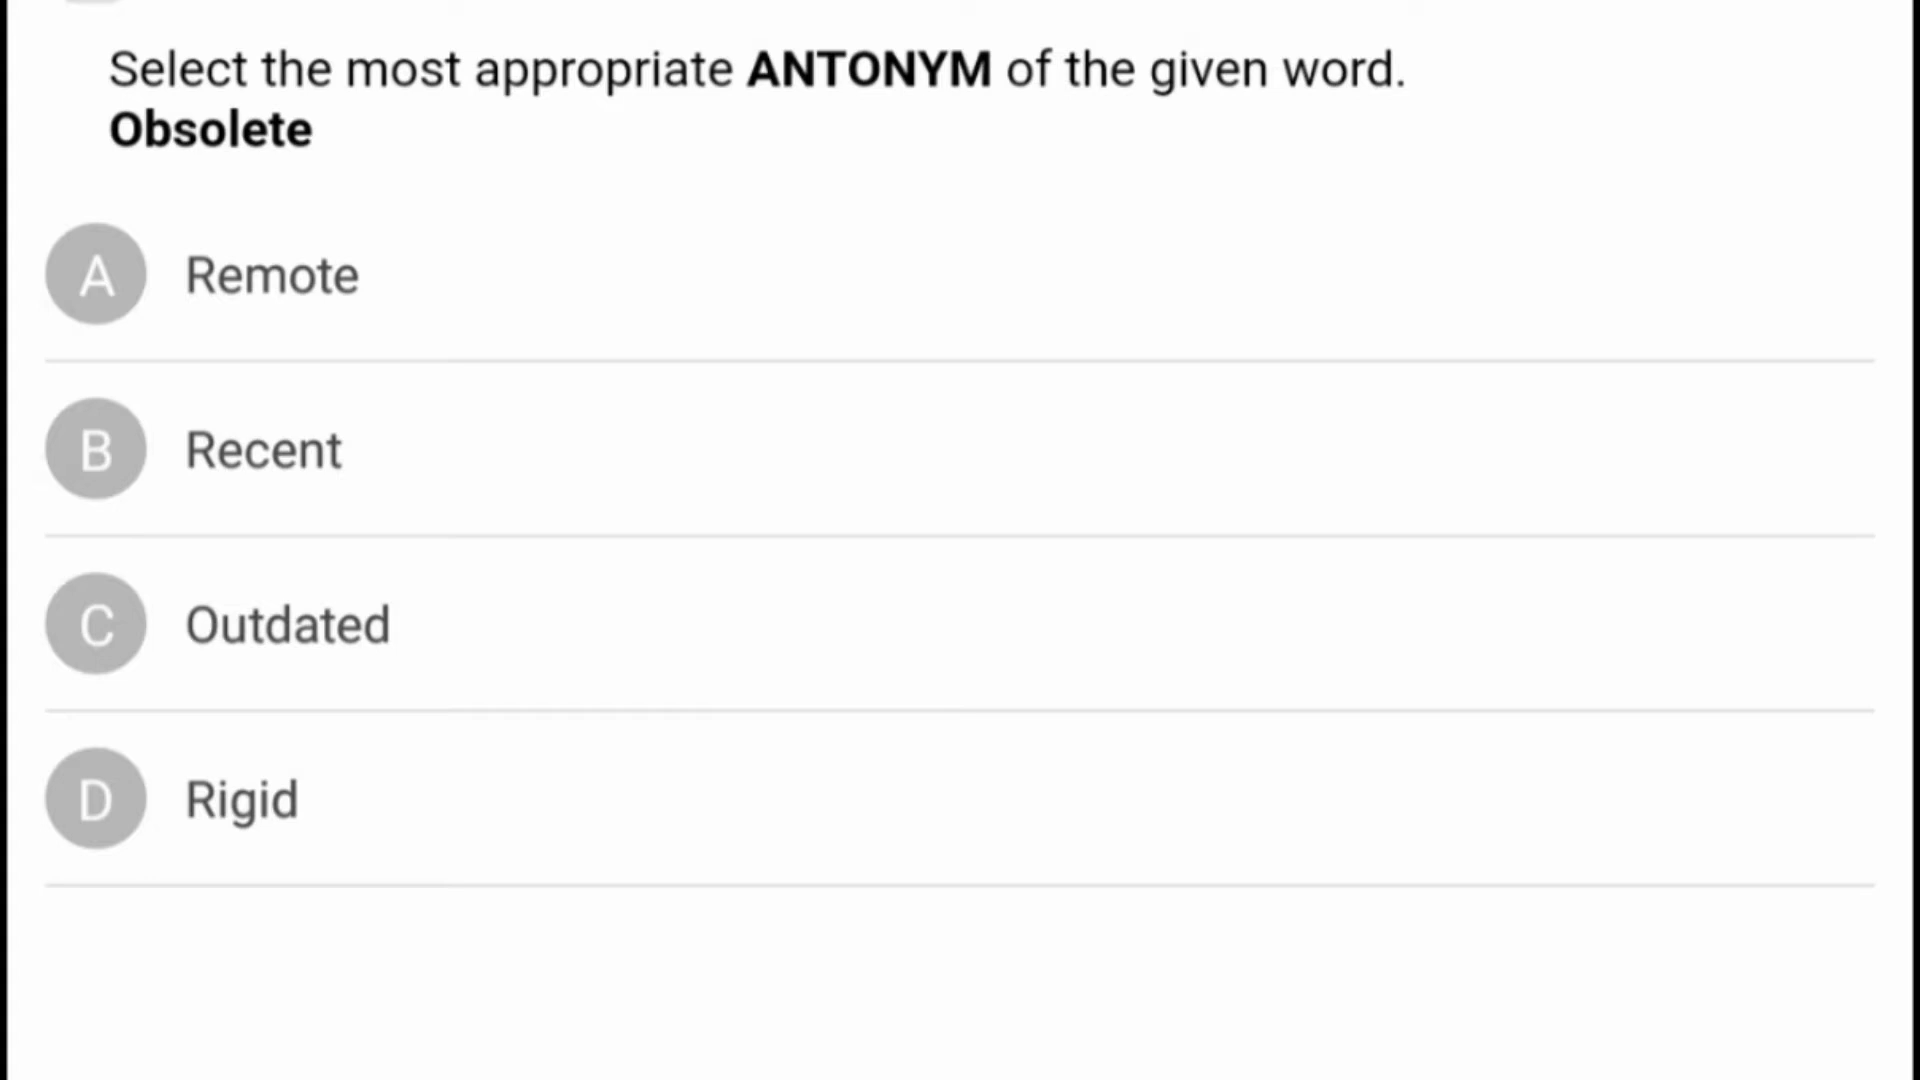 Select the most appropriate ANTONYM of the given word.
Obsolete
A Remote
B Recent
C Outdated
D Rigid